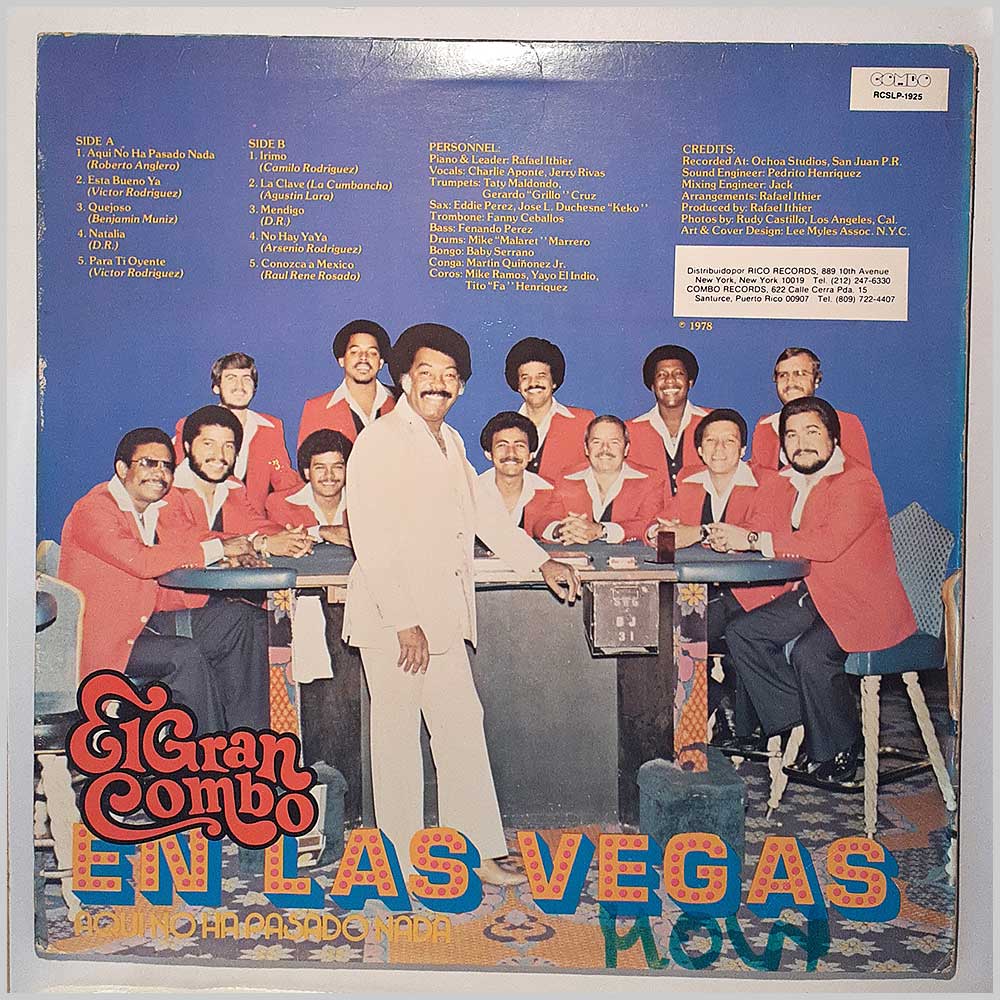 COMBO
RCSLP-1925
SIDE A
1. Aqui No Ha Pasado Nada
(Roberto Anglero)
2. Esta Bueno Ya
(Victor Rodriguez)
3. Quejoso
(Benjamin Muniz)
4. Natalia
(D.R.)
5. Para Ti Oyente
(Victor Rodriguez)
SIDE B
1. Irimo
(Camilo Rodriguez)
2. La Clave (La Cumbancha)
(Agustin Lara)
3. Mendigo
(D.R.)
4. No Hay YaYa
(Arsenio Rodriguez)
5. Conozca a Mexico
(Raul Rene Rosado)
PERSONNEL:
Piano & Leader: Rafael Ithier
Vocals: Charlie Aponte, Jerry Rivas
Trumpets: Taty Maldondo,
Gerardo "Grillo" Cruz
Sax: Eddie Perez, Jose L. Duchesne "Keko"
Trombone: Fanny Ceballos
Bass: Fenando Perez
Drums: Mike "Malaret" Marrero
Bongo: Baby Serrano
Conga: Martin Quiñonez Jr.
Coros: Mike Ramos, Yayo El Indio,
Tito "Fa" Henriquez
CREDITS:
Recorded At: Ochoa Studios, San Juan P.R.
Sound Engineer: Pedrito Henriquez
Mixing Engineer: Jack
Arrangements: Rafael Ithier
Produced by: Rafael Ithier
Photos by: Rudy Castillo, Los Angeles, Cal.
Art & Cover Design: Lee Myles Assoc. N.Y.C.
Distribuidopor RICO RECORDS, 889 10th Avenue
New York, New York 10019 Tel. (212) 247-6330
COMBO RECORDS, 622 Calle Cerra Pda. 15
Santurce, Puerto Rico 00907 Tel. (809) 722-4407
© 1978
BJ
31
El Gran
Combo
EN LAS VEGAS
AQUI NO HA PASADO NADA